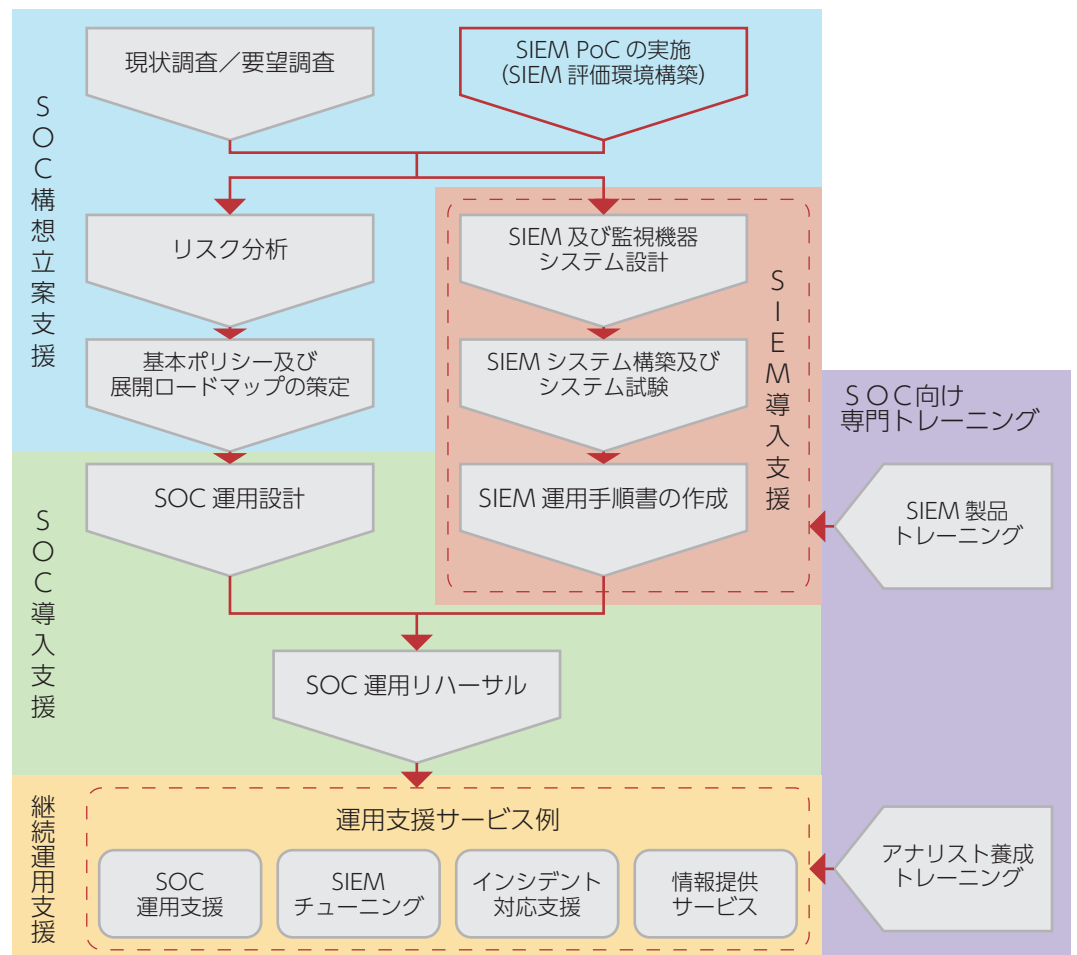 SOC構想立案支援
現状調査／要望調査
SIEM PoC の実施
(SIEM 評価環境構築)
リスク分析
基本ポリシー及び
展開ロードマップの策定
SIEM導入支援
SIEM 及び監視機器
システム設計
SIEM システム構築及び
システム試験
SIEM 運用手順書の作成
SOC導入支援
SOC 運用設計
SOC 運用リハーサル
SOC向け
専門トレーニング
SIEM 製品
トレーニング
アナリスト養成
トレーニング
継続運用支援
運用支援サービス例
SOC
運用支援
SIEM
チューニング
インシデント
対応支援
情報提供
サービス